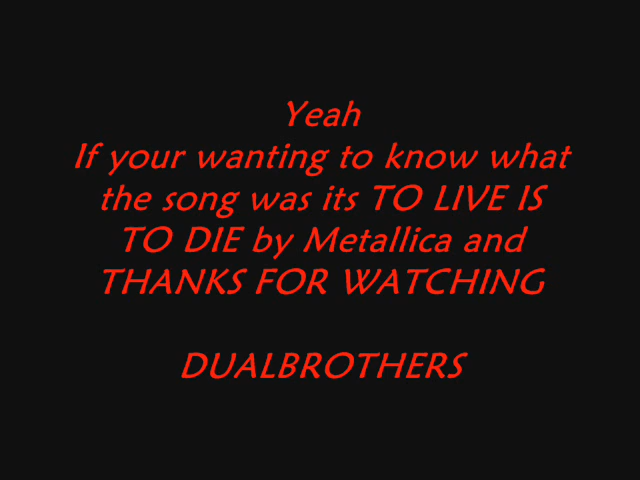 Yeah
If your wanting to know what
the song was its TO LIVE IS
TO DIE by Metallica and
THANKS FOR WATCHING
DUALBROTHERS